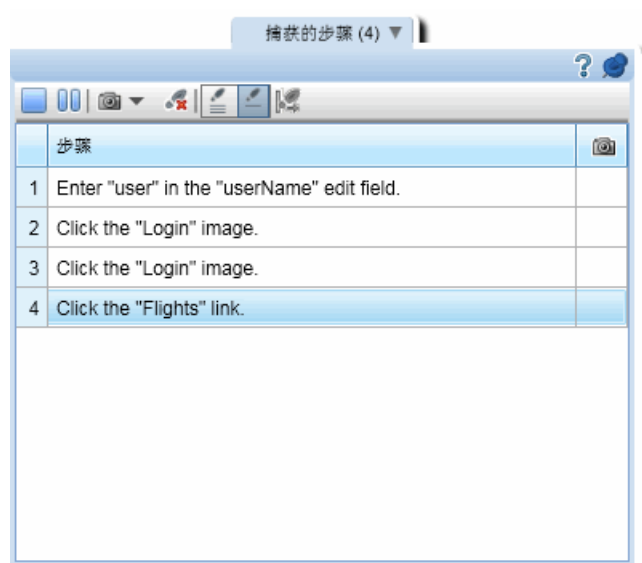 捕获的步骤 (4)
步骤
1 Enter "user" in the "userName" edit field.
2 Click the "Login" image.
3 Click the "Login" image.
4 Click the "Flights" link.